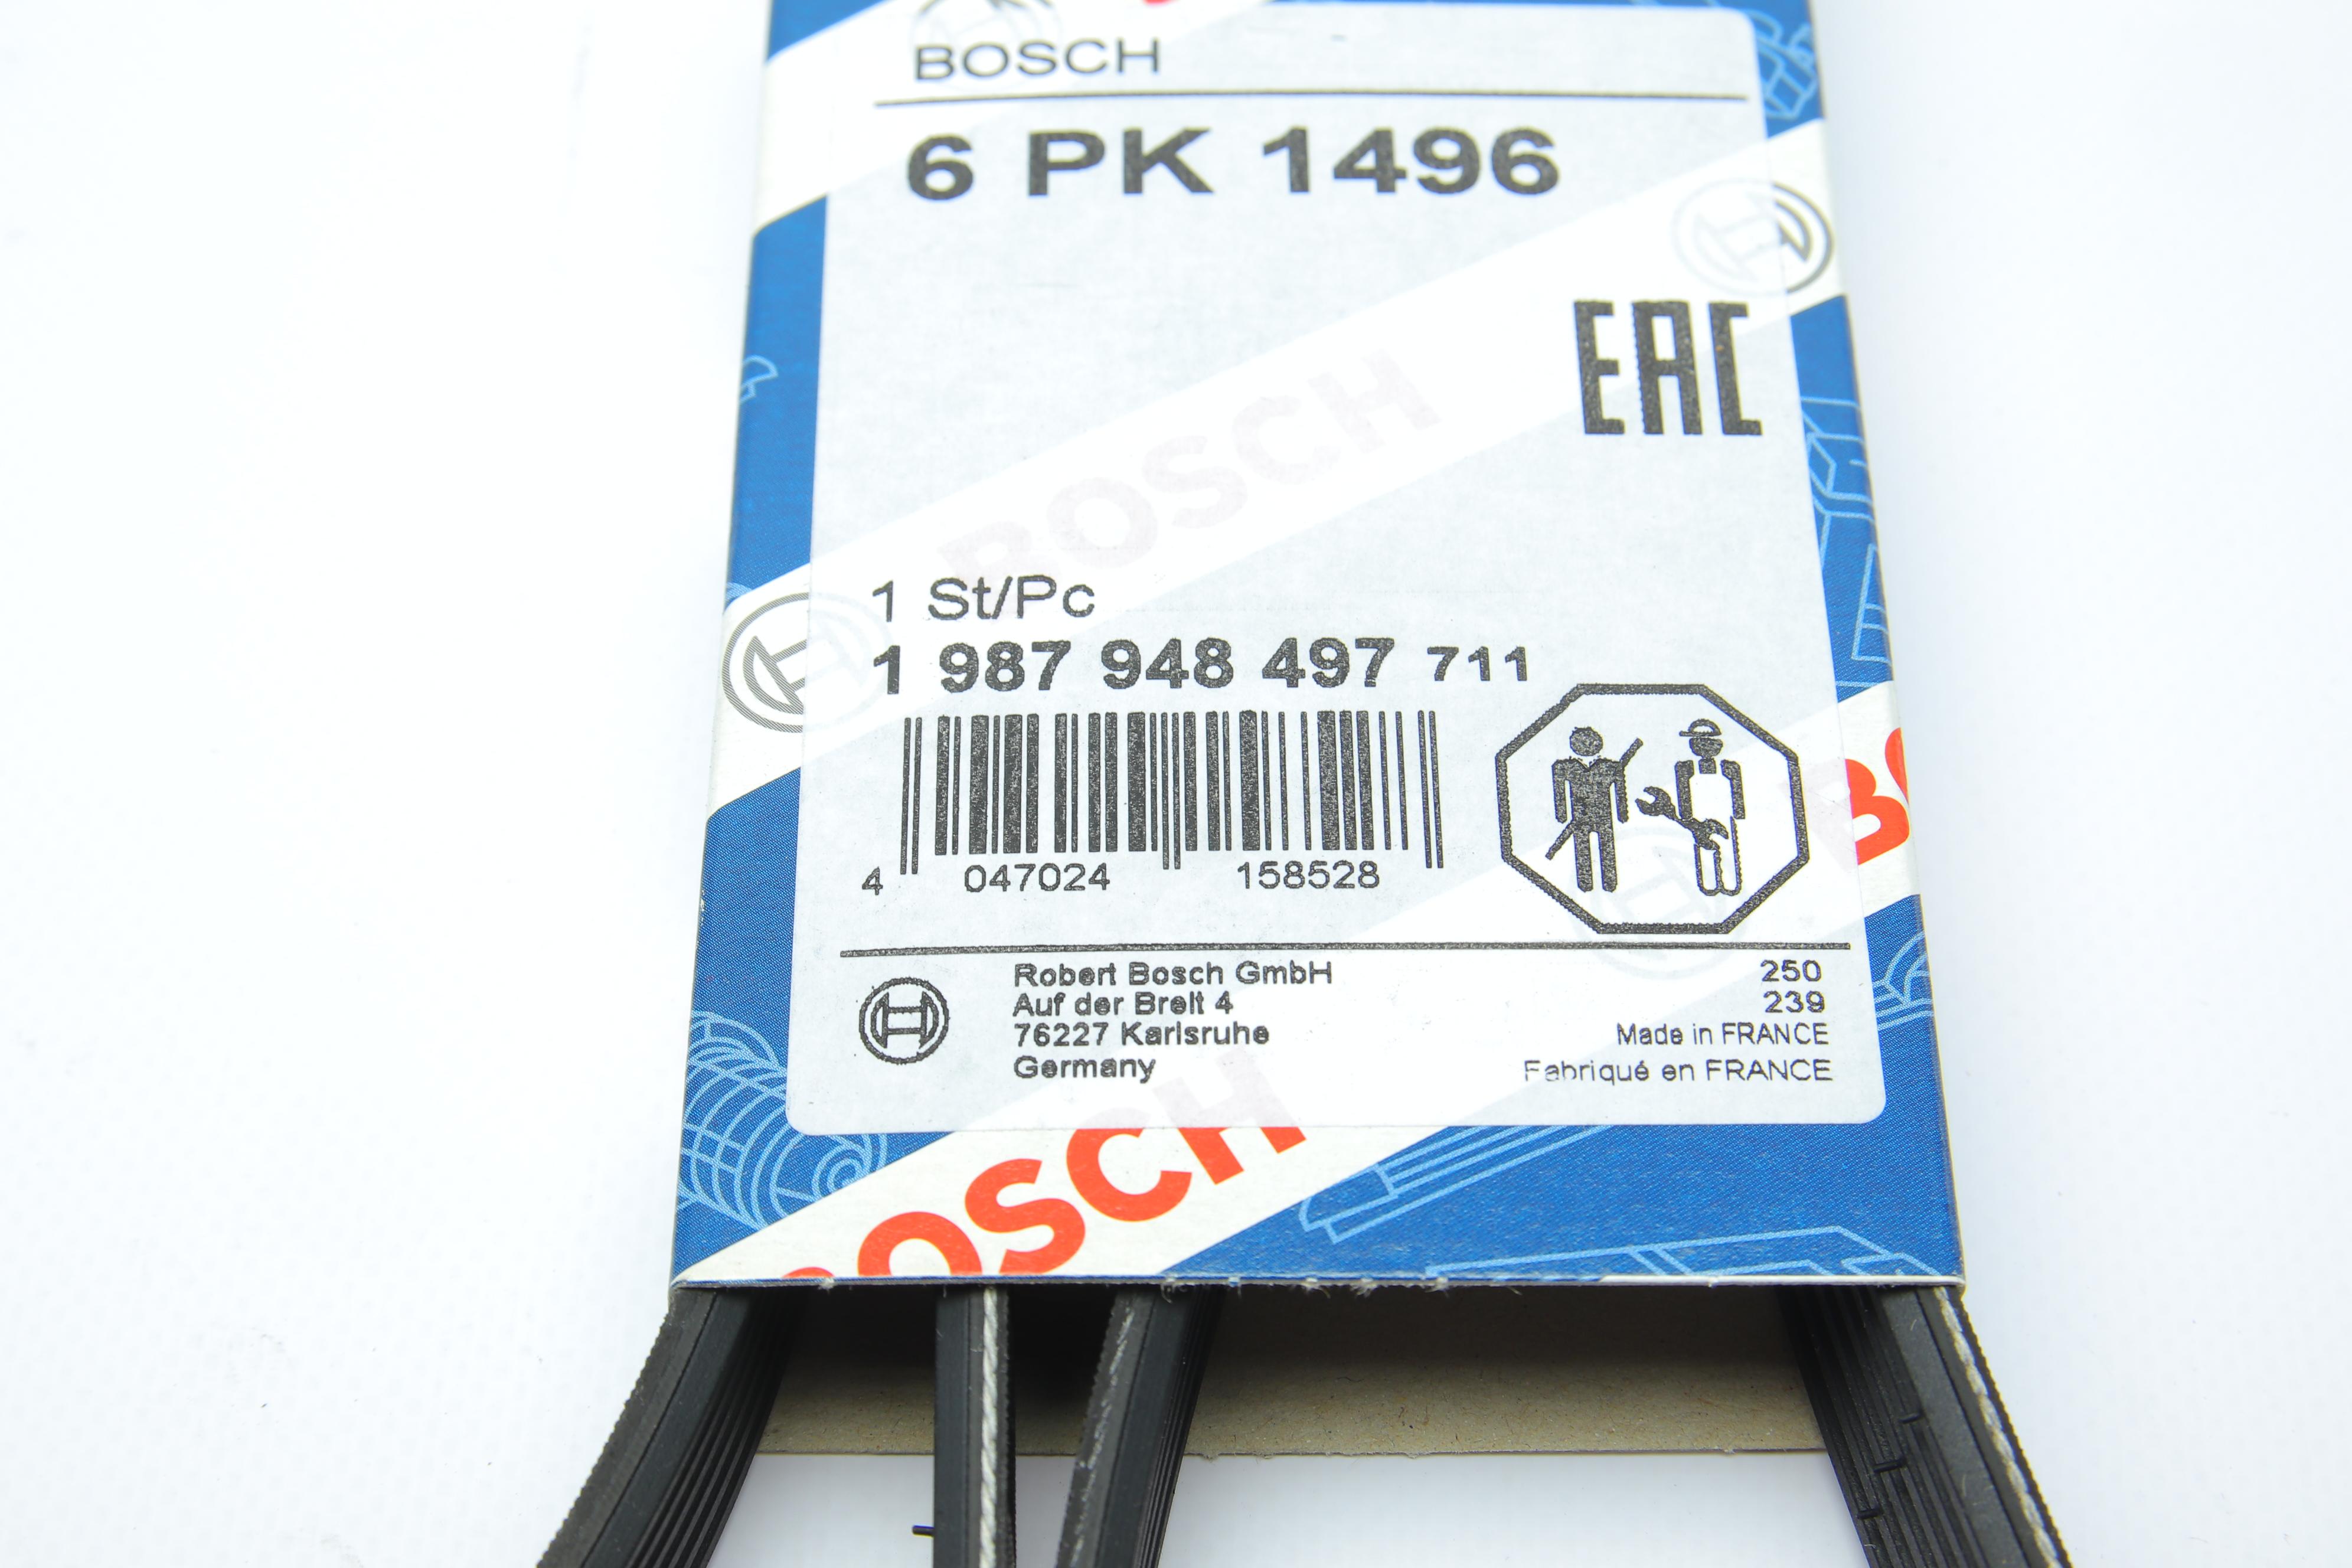 BOSCH
6 PK 1496
EAC
BOSCH
1 St/Pc
1 987 948 497 711
4 047024 158528
Robert Bosch GmbH
Auf der Breit 4
76227 Karlsruhe
Germany
250
239
Made in FRANCE
Fabriqué en FRANCE
BOSCH